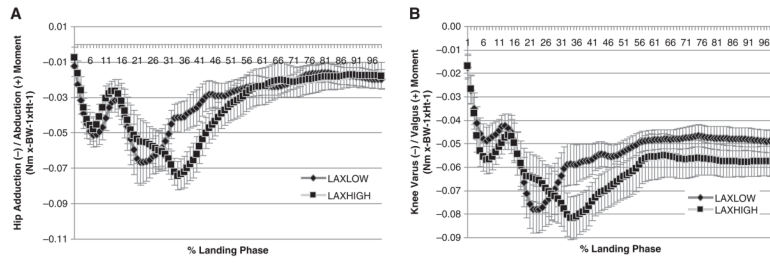 A
Hip Adduction (–) / Abduction (+) Moment
(Nm x-BW-1xHt-1)
0.01
–0.01
–0.03
–0.05
–0.07
–0.09
–0.11
6 11 16 21 26 31 36 41 46 51 56 61 66 71 76 81 86 91 96
LAXLOW
LAXHIGH
% Landing Phase
B
Knee Varus (–) / Valgus (+) Moment
(Nm x-BW-1xHt-1)
0.00
–0.01
–0.02
–0.03
–0.04
–0.05
–0.06
–0.07
–0.08
–0.09
1 6 11 16 21 26 31 36 41 46 51 56 61 66 71 76 81 86 91 96
LAXLOW
LAXHIGH
% Landing Phase